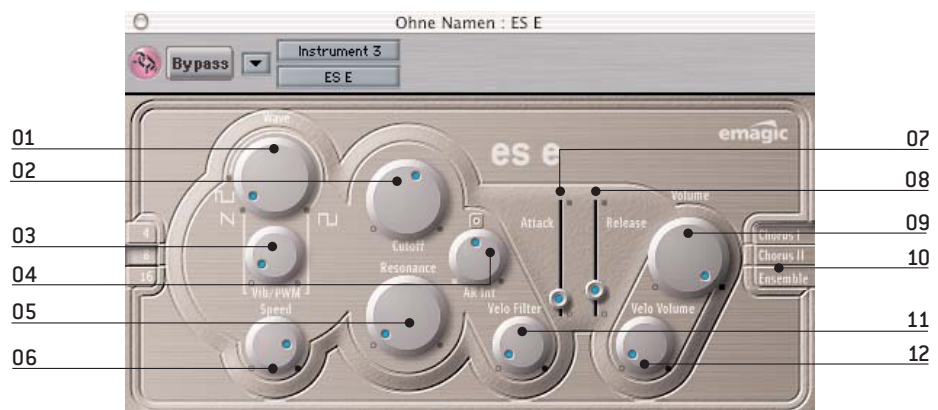 Ohne Namen : ES E
Bypass
Instrument 3
ES E
emagic
es e
01
02
03
04
05
06
Wave
Cutoff
Resonance
Vib/PWM
Speed
4
8
16
AR Int
Attack
Release
Volume
Velo Filter
Velo Volume
Chorus I
Chorus II
Ensemble
07
08
09
10
11
12